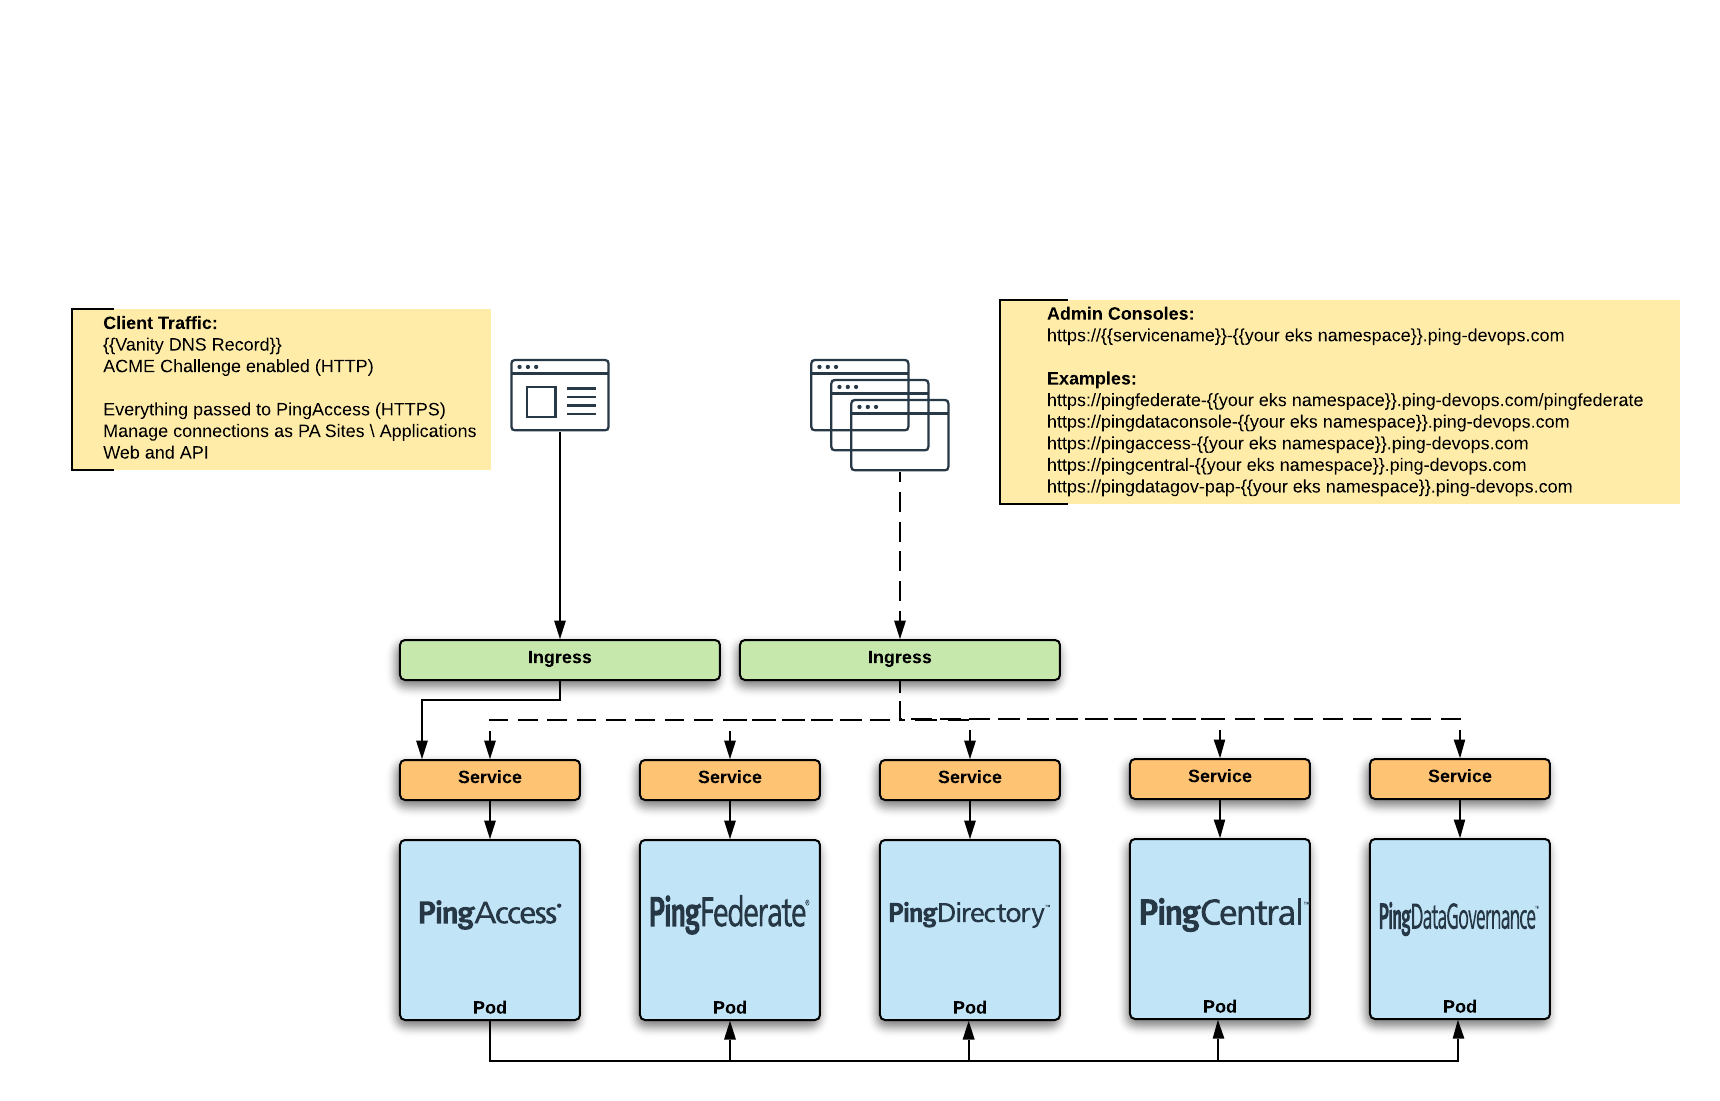 Client Traffic:
{{Vanity DNS Record}}
ACME Challenge enabled (HTTP)
Everything passed to PingAccess (HTTPS)
Manage connections as PA Sites \ Applications
Web and API
Admin Consoles:
https://{{servicename}}-{{your eks namespace}}.ping-devops.com
Examples:
https://pingfederate-{{your eks namespace}}.ping-devops.com/pingfederate
https://pingdataconsole-{{your eks namespace}}.ping-devops.com
https://pingaccess-{{your eks namespace}}.ping-devops.com
https://pingcentral-{{your eks namespace}}.ping-devops.com
https://pingdatagov-pap-{{your eks namespace}}.ping-devops.com
Ingress
Ingress
Service
Service
Service
Service
Service
PingAccess
PingFederate®
PingDirectory™
PingCentral™
PingDataGovernance™
Pod
Pod
Pod
Pod
Pod